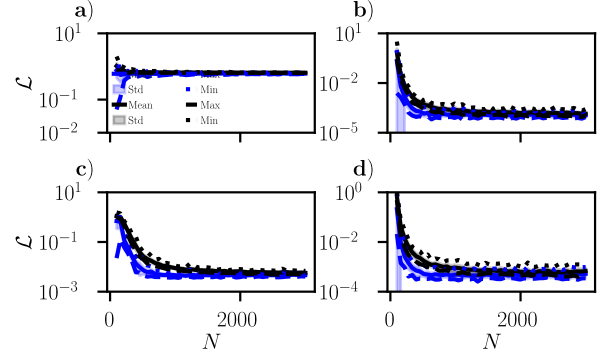 a)
b)
10^1
10^1
ℒ
10^{-2}
Std
Min
10^{-1}
Mean
Max
Std
Min
10^{-2}
10^{-5}
c)
d)
10^1
10^0
ℒ
10^{-1}
10^{-2}
10^{-3}
10^{-4}
0
2000
0
2000
N
N